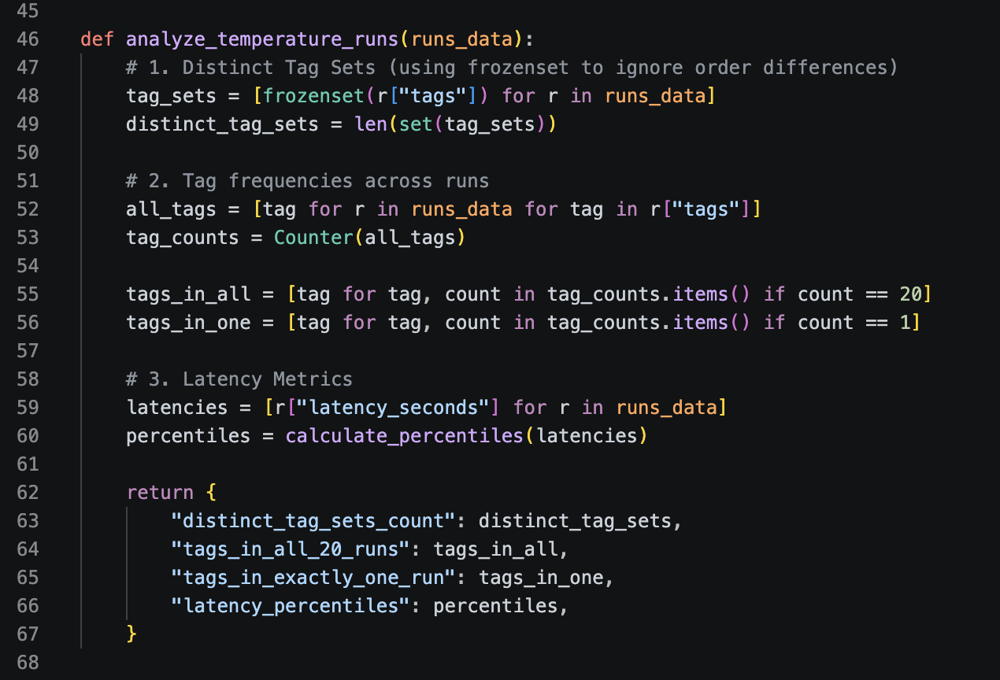 45
46 def analyze_temperature_runs(runs_data):
47     # 1. Distinct Tag Sets (using frozenset to ignore order differences)
48     tag_sets = [frozenset(r["tags"]) for r in runs_data]
49     distinct_tag_sets = len(set(tag_sets))
50
51     # 2. Tag frequencies across runs
52     all_tags = [tag for r in runs_data for tag in r["tags"]]
53     tag_counts = Counter(all_tags)
54
55     tags_in_all = [tag for tag, count in tag_counts.items() if count == 20]
56     tags_in_one = [tag for tag, count in tag_counts.items() if count == 1]
57
58     # 3. Latency Metrics
59     latencies = [r["latency_seconds"] for r in runs_data]
60     percentiles = calculate_percentiles(latencies)
61
62     return {
63         "distinct_tag_sets_count": distinct_tag_sets,
64         "tags_in_all_20_runs": tags_in_all,
65         "tags_in_exactly_one_run": tags_in_one,
66         "latency_percentiles": percentiles,
67     }
68